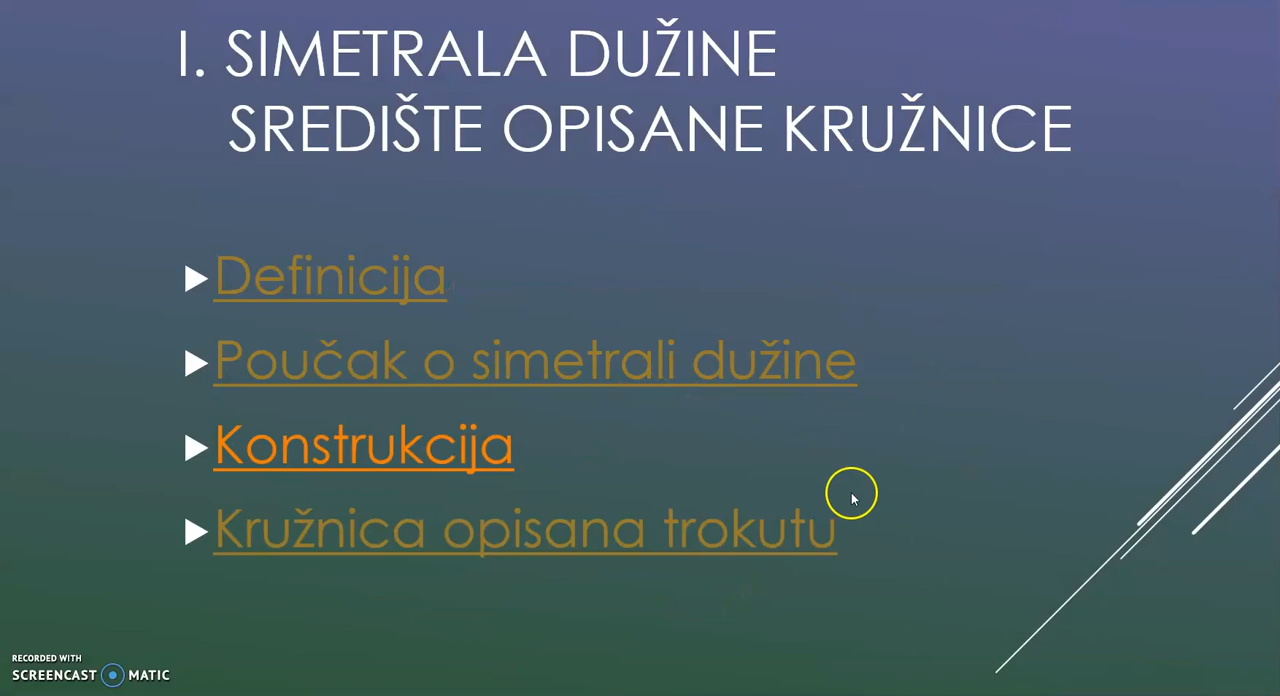 I. SIMETRALA DUŽINE
SREDIŠTE OPISANE KRUŽNICE
Definicija
Poučak o simetrali dužine
Konstrukcija
Kružnica opisana trokutu
RECORDED WITH
SCREENCAST MATIC